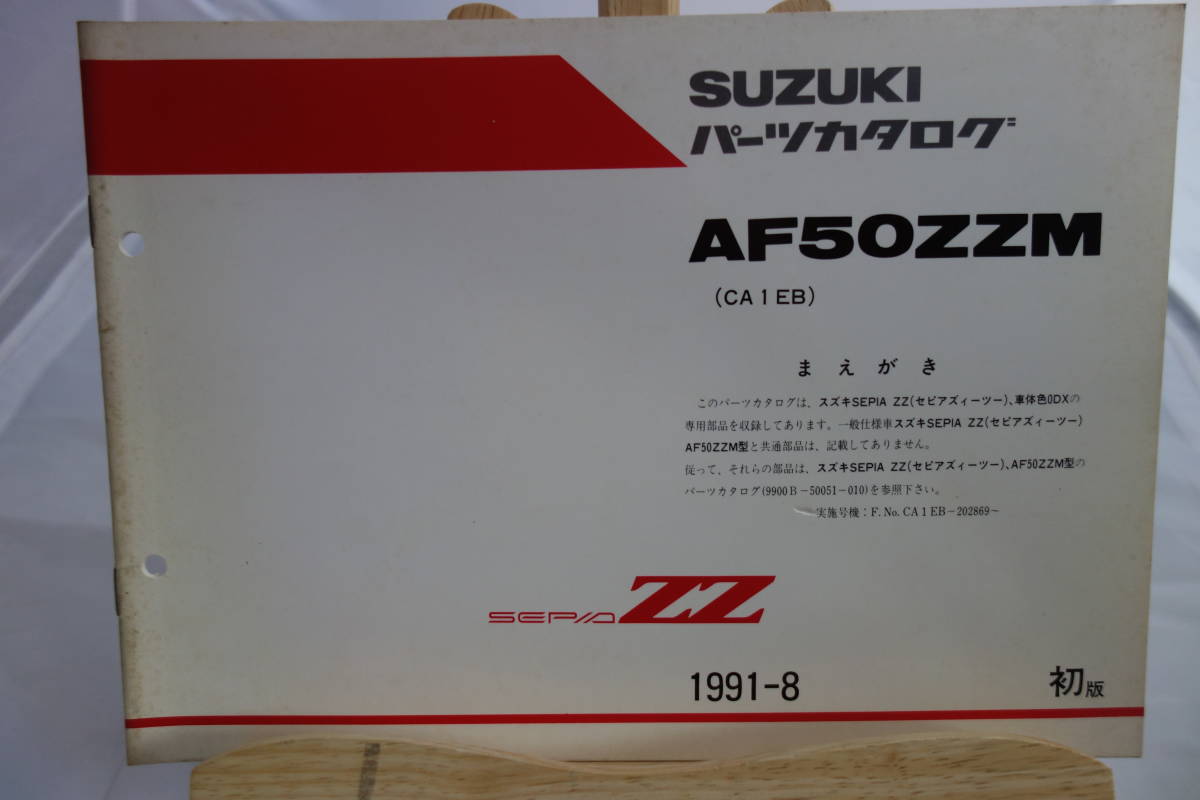 SUZUKI
パーツカタログ
AF50ZZM
(CA1EB)
まえがき
このパーツカタログは、スズキSEPIA ZZ(セピアズィーツー)、車体色0DXの
専用部品を収録してあります。一般仕様車スズキSEPIA ZZ(セピアズィーツー)
AF50ZZM型と共通部品は、記載してありません。
従って、それらの部品は、スズキSEPIA ZZ(セピアズィーツー)、AF50ZZM型の
パーツカタログ(9900B-50051-010)を参照下さい。
実施号機：F.No.CA1EB-202869~
SEPIA ZZ
1991-8
初版